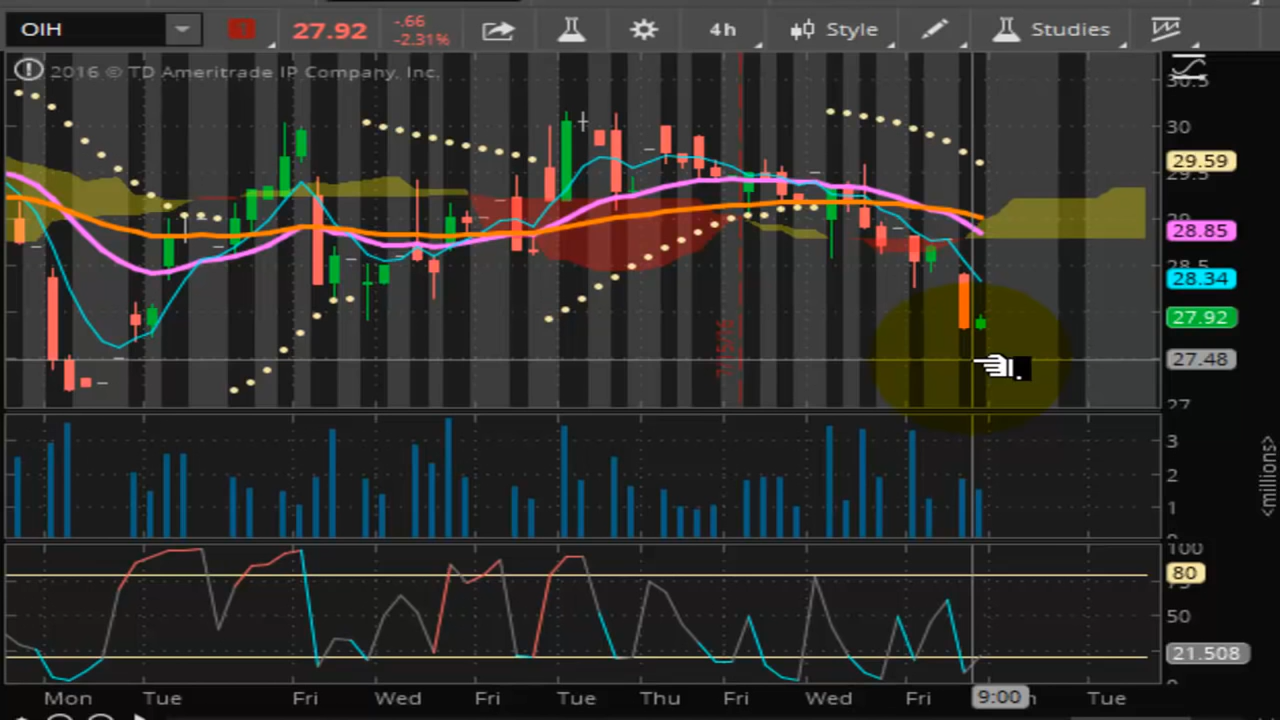 OIH
27.92
-.66
-2.31%
4h
Style
Studies
2016 © TD Ameritrade IP Company, Inc.
30
29.59
28.85
28.34
27.92
27.48
27
3
2
1
<millions>
100
80
50
21.508
Mon
Tue
Fri
Wed
Fri
Tue
Thu
Fri
Wed
Fri
9:00
Tue